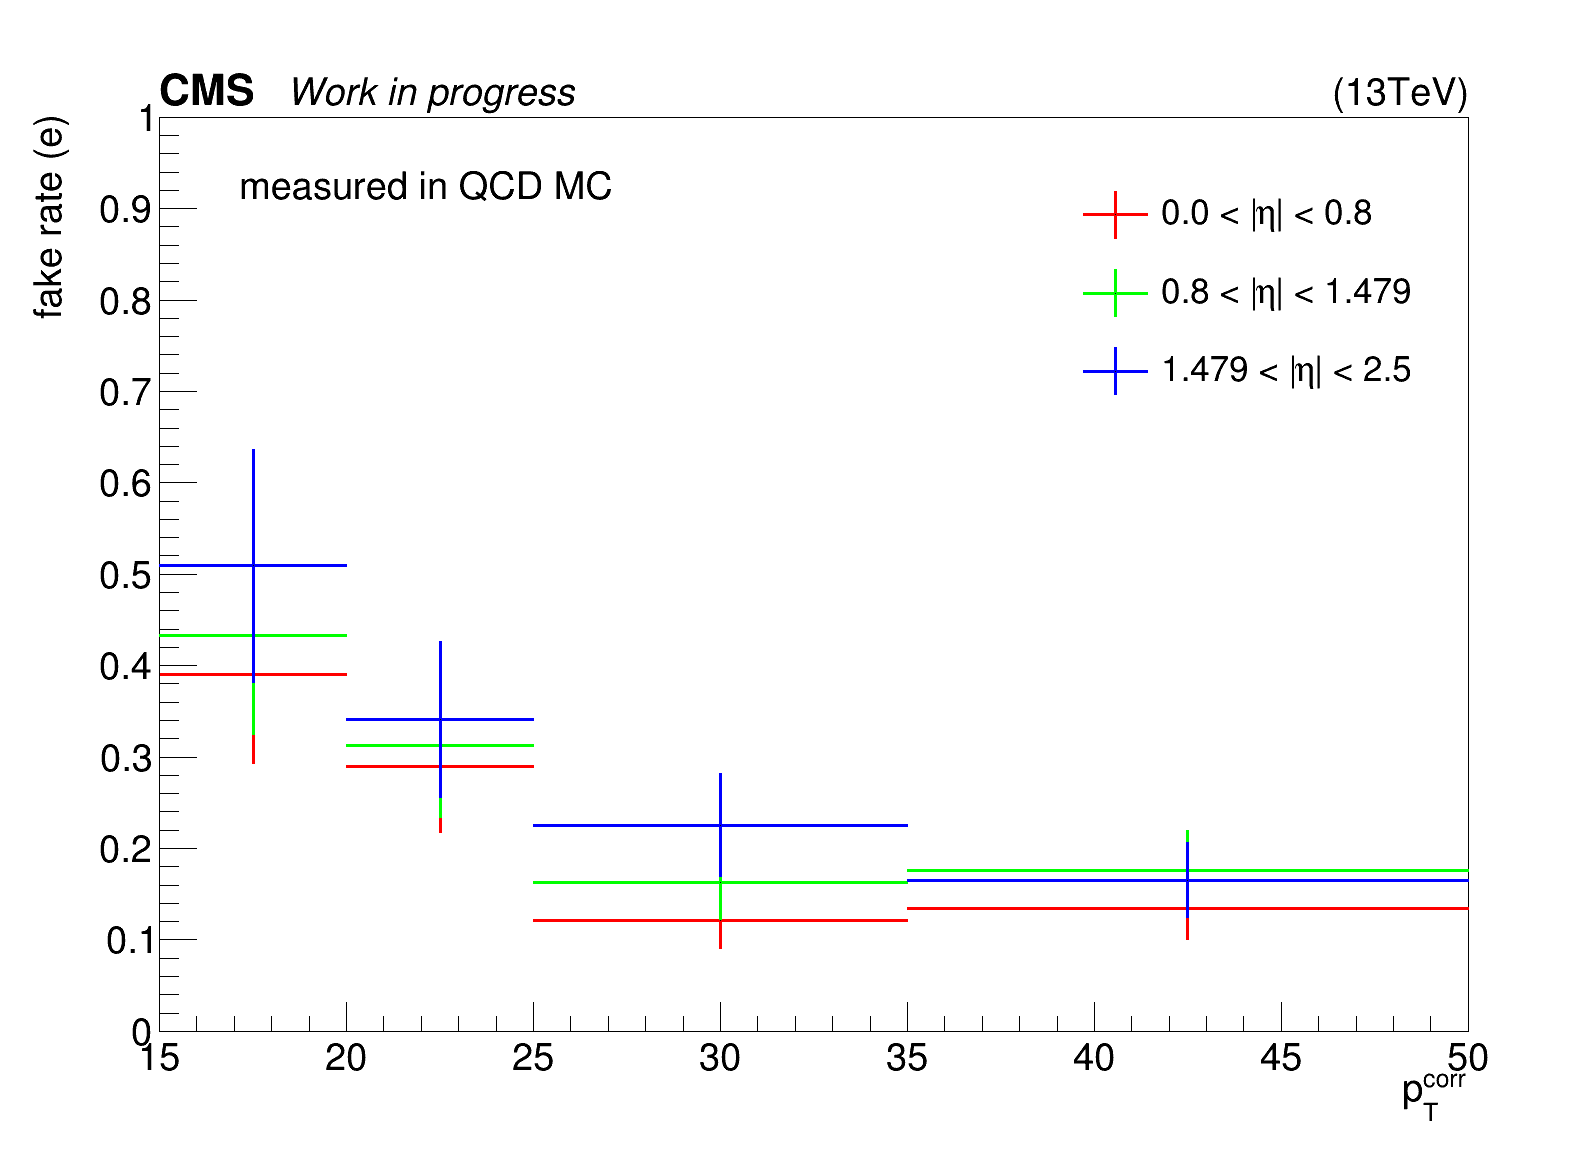 CMS Work in progress (13TeV)
fake rate (e)
measured in QCD MC
0.0 < |η| < 0.8
0.8 < |η| < 1.479
1.479 < |η| < 2.5
1
0.9
0.8
0.7
0.6
0.5
0.4
0.3
0.2
0.1
0
15 20 25 30 35 40 45 50
p_T^corr